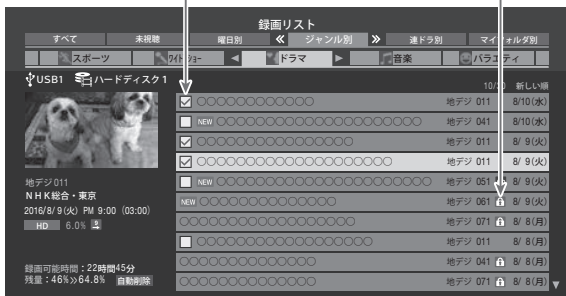 録画リスト
すべて 未視聴 曜日別 ≪ ジャンル別 ≫ 連ドラ別 マイフォルダ別
スポーツ ワイドショー ◀ ドラマ ▶ 音楽 バラエティ
USB1 ハードディスク1
10/30 新しい順
○○○○○○○○○○○○ 地デジ 011 8/10(水)
NEW ○○○○○○○○○○○○○○○○○○○○○ 地デジ 041 8/10(水)
○○○○○○○○○○○○○○○○ 地デジ 011 8/ 9(火)
○○○○○○○○○○○○○○○○○○○○ 地デジ 011 8/ 9(火)
NEW ○○○○○○○○○○○○○○○○○○○○○○ 地デジ 051 8/ 9(火)
NEW ○○○○○○○○○○○○○ 地デジ 061 8/ 9(火)
○○○○○○○○○○○○○○○○○○ 地デジ 071 8/ 8(月)
○○○○○○○○○○○○○○○○○○ 地デジ 011 8/ 8(月)
○○○○○○○○○○○○○○○○○○ 地デジ 041 8/ 8(月)
○○○○○○○○○○○○○○○○○○ 地デジ 071 8/ 8(月)
地デジ011
NHK総合・東京
2016/8/ 9(火) PM 9:00 (03:00)
HD 6.0%
録画可能時間：22時間45分
残量：46%≫64.8% 自動削除